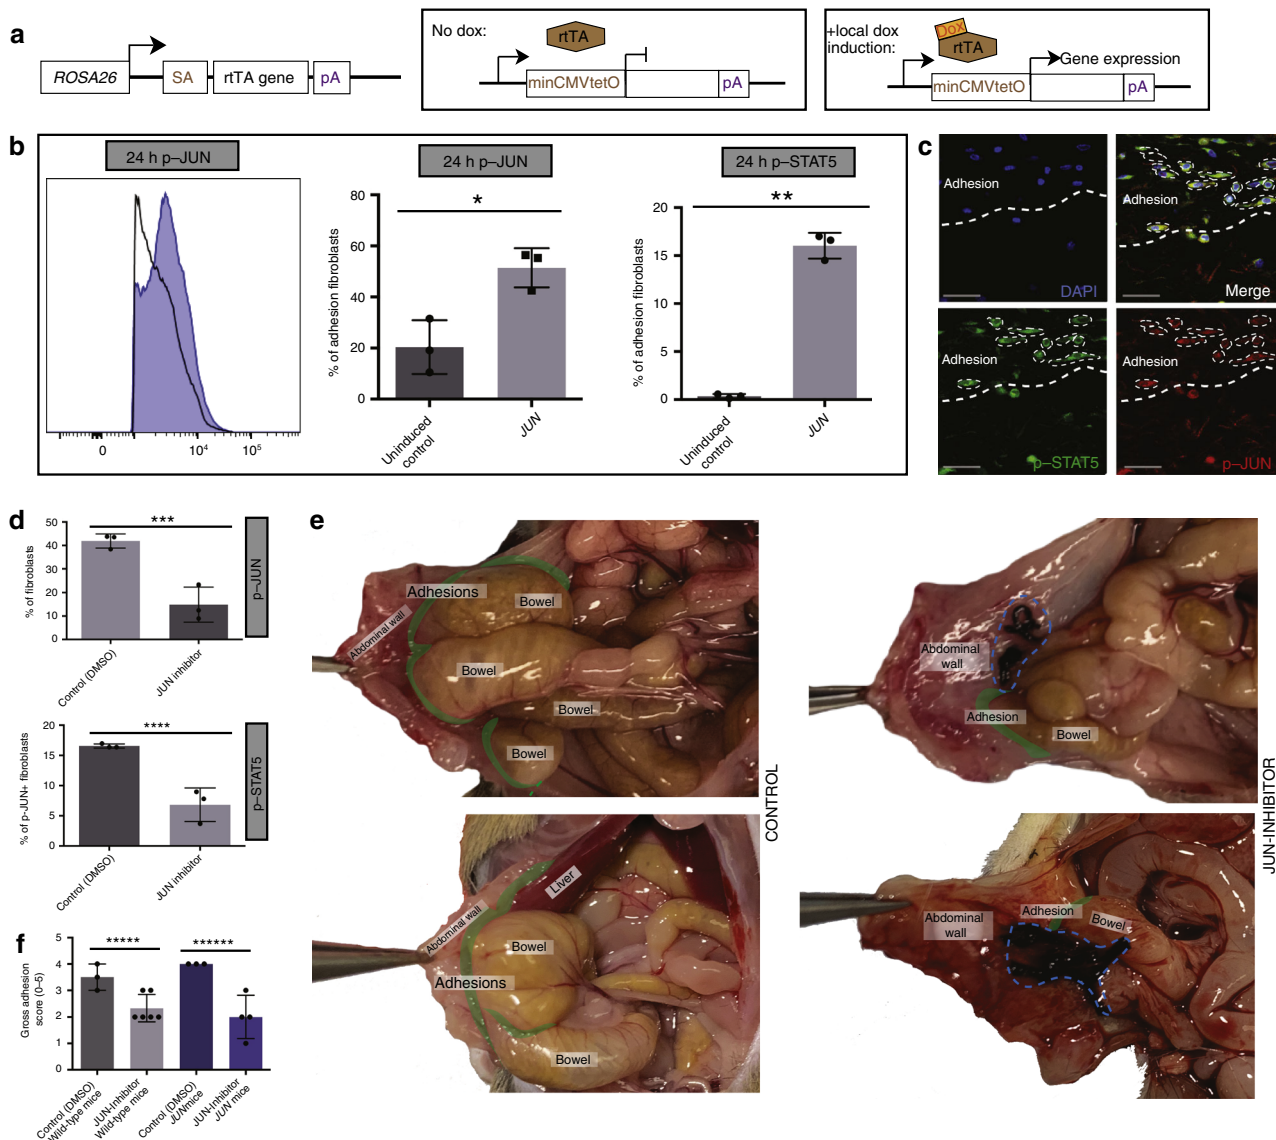 a
ROSA26
SA
rtTA gene
pA
No dox:
rtTA
minCMVtetO
pA
+local dox
induction:
Dox
rtTA
Gene expression
minCMVtetO
pA
b
24 h p–JUN
0
10⁴
10⁵
24 h p–JUN
*
% of adhesion fibroblasts
80
60
40
20
0
Uninduced
control
JUN
24 h p–STAT5
**
% of adhesion fibroblasts
20
15
10
5
0
Uninduced
control
JUN
c
Adhesion
DAPI
Adhesion
Merge
Adhesion
p–STAT5
Adhesion
p–JUN
d
***
% of fibroblasts
50
40
30
20
10
0
Control (DMSO)
JUN inhibitor
p–JUN
****
% of p-JUN+ fibroblasts
20
15
10
5
0
Control (DMSO)
JUN inhibitor
p–STAT5
e
Adhesions
Bowel
Abdominal wall
Bowel
Bowel
Bowel
Liver
Abdominal wall
Bowel
Adhesions
Bowel
CONTROL
Abdominal
wall
Adhesion
Bowel
Abdominal
wall
Adhesion
Bowel
JUN-INHIBITOR
f
*****
******
Gross adhesion
score (0–5)
5
4
3
2
1
0
Control (DMSO)
Wild-type mice
JUN-Inhibitor
Wild-type mice
Control (DMSO)
JUN mice
JUN-Inhibitor
JUN mice